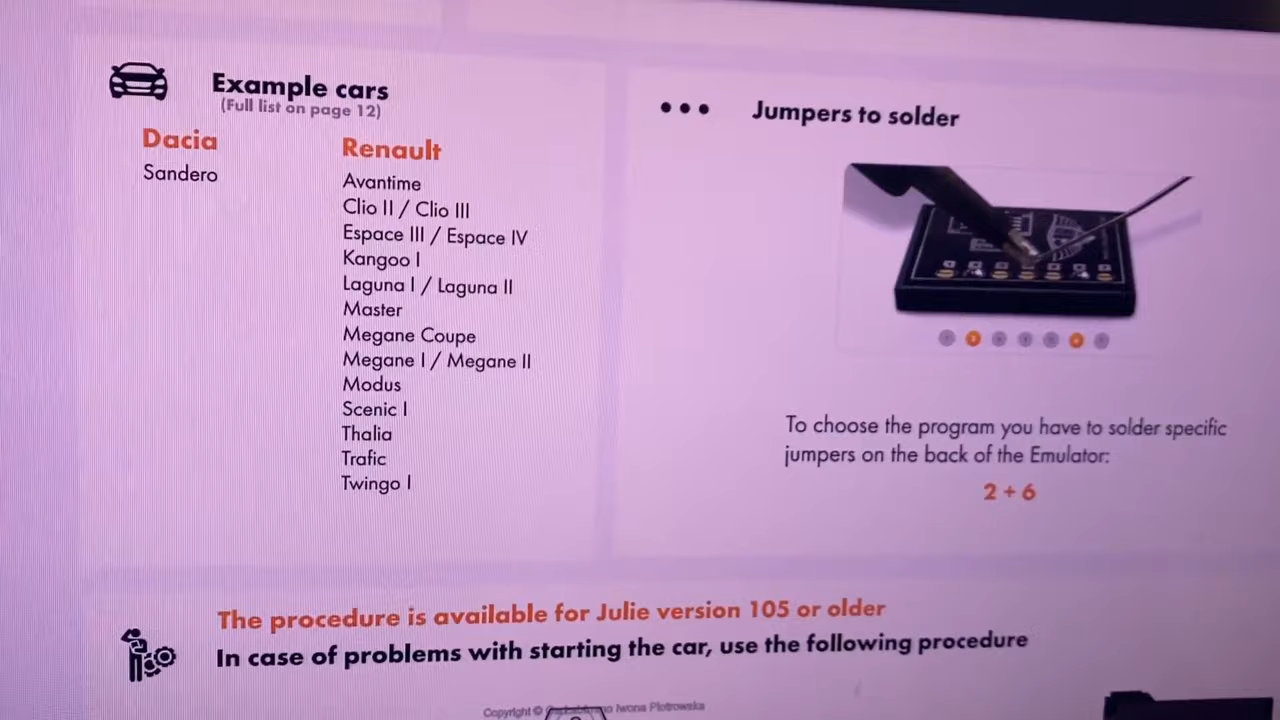 Example cars
(Full list on page 12)
Dacia
Sandero
Renault
Avantime
Clio II / Clio III
Espace III / Espace IV
Kangoo I
Laguna I / Laguna II
Master
Megane Coupe
Megane I / Megane II
Modus
Scenic I
Thalia
Trafic
Twingo I
Jumpers to solder
To choose the program you have to solder specific
jumpers on the back of the Emulator:
2 + 6
The procedure is available for Julie version 105 or older
In case of problems with starting the car, use the following procedure
Copyright © Iwona Piotrowska